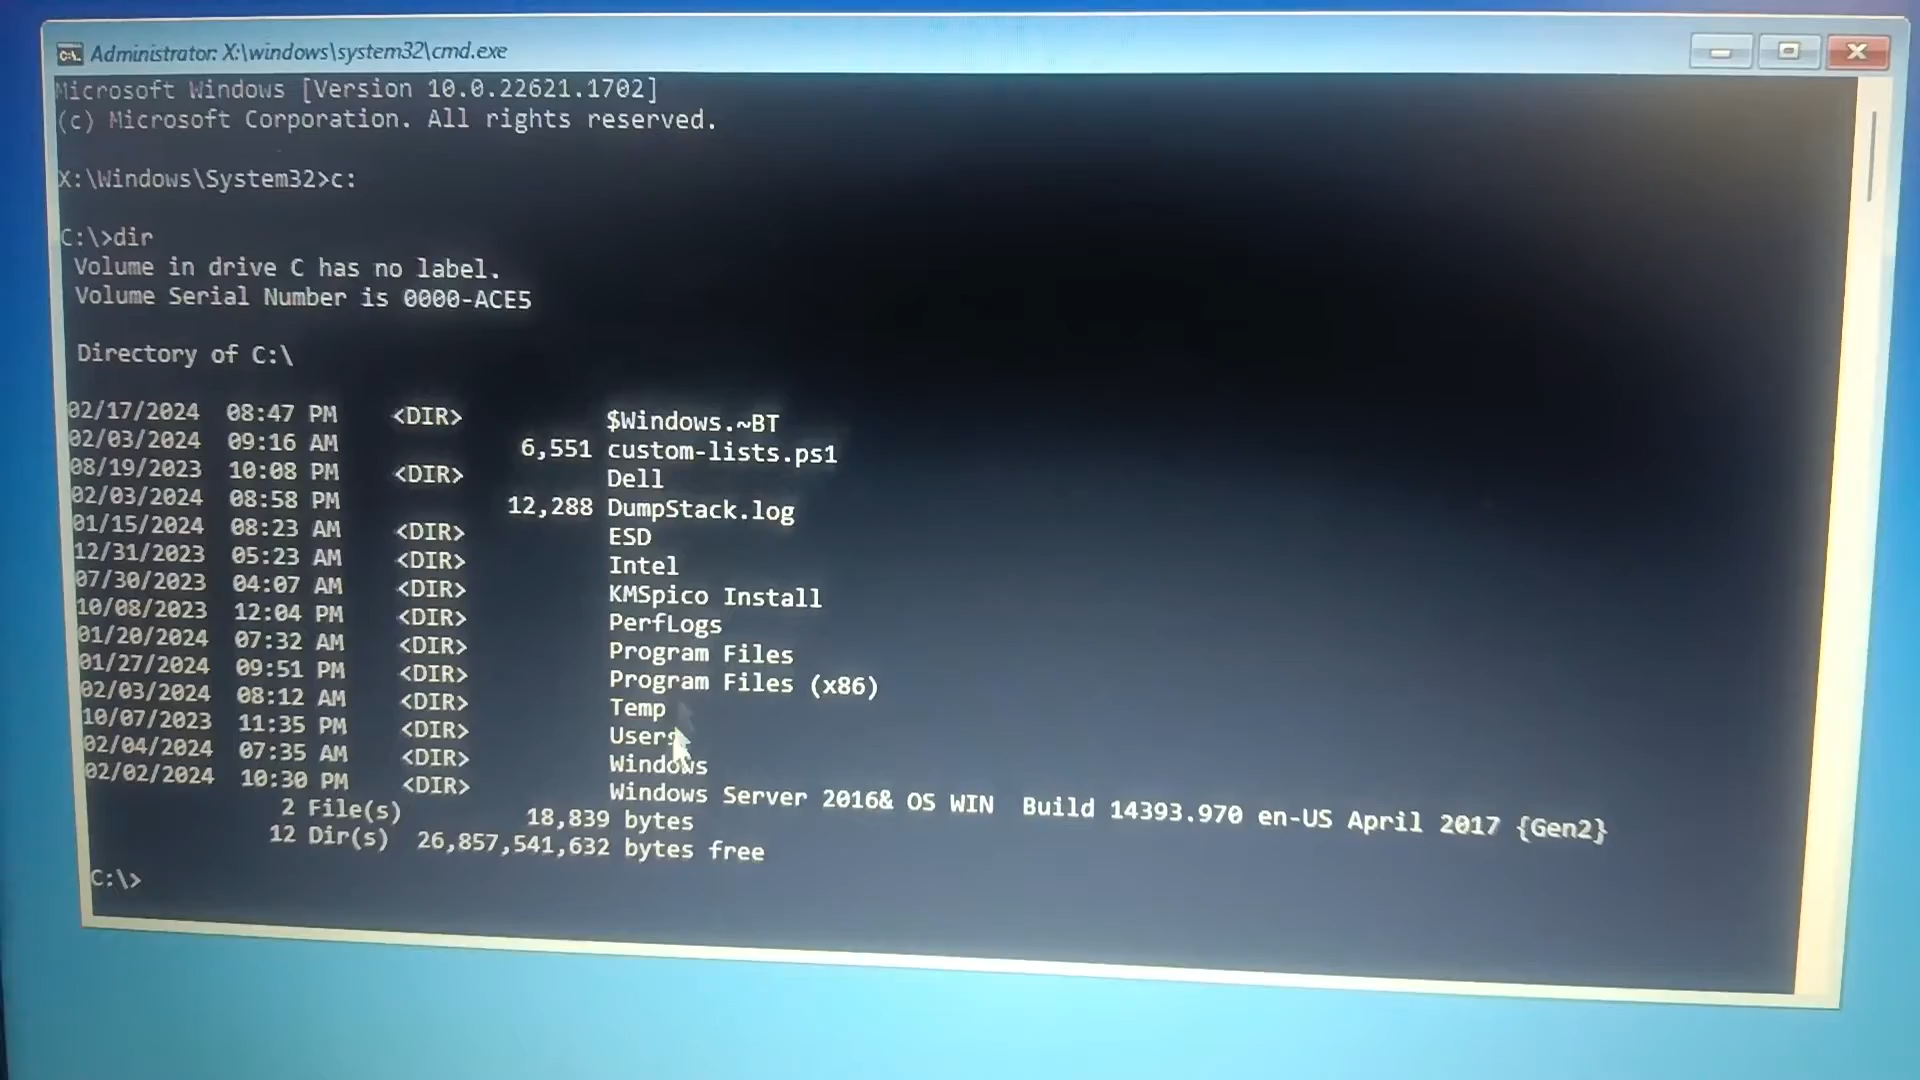 Administrator: X:\windows\system32\cmd.exe
Microsoft Windows [Version 10.0.22621.1702]
(c) Microsoft Corporation. All rights reserved.
X:\Windows\System32>c:
C:\>dir
Volume in drive C has no label.
Volume Serial Number is 0000-ACE5
Directory of C:\
02/17/2024 08:47 PM <DIR> $Windows.~BT
02/03/2024 09:16 AM 6,551 custom-lists.ps1
08/19/2023 10:08 PM <DIR> Dell
02/03/2024 08:58 PM 12,288 DumpStack.log
01/15/2024 08:23 AM <DIR> ESD
12/31/2023 05:23 AM <DIR> Intel
07/30/2023 04:07 AM <DIR> KMSpico Install
10/08/2023 12:04 PM <DIR> PerfLogs
01/20/2024 07:32 AM <DIR> Program Files
01/27/2024 09:51 PM <DIR> Program Files (x86)
02/03/2024 08:12 AM <DIR> Temp
10/07/2023 11:35 PM <DIR> Users
02/04/2024 07:35 AM <DIR> Windows
02/02/2024 10:30 PM <DIR> Windows Server 2016& OS WIN Build 14393.970 en-US April 2017 {Gen2}
2 File(s) 18,839 bytes
12 Dir(s) 26,857,541,632 bytes free
C:\>